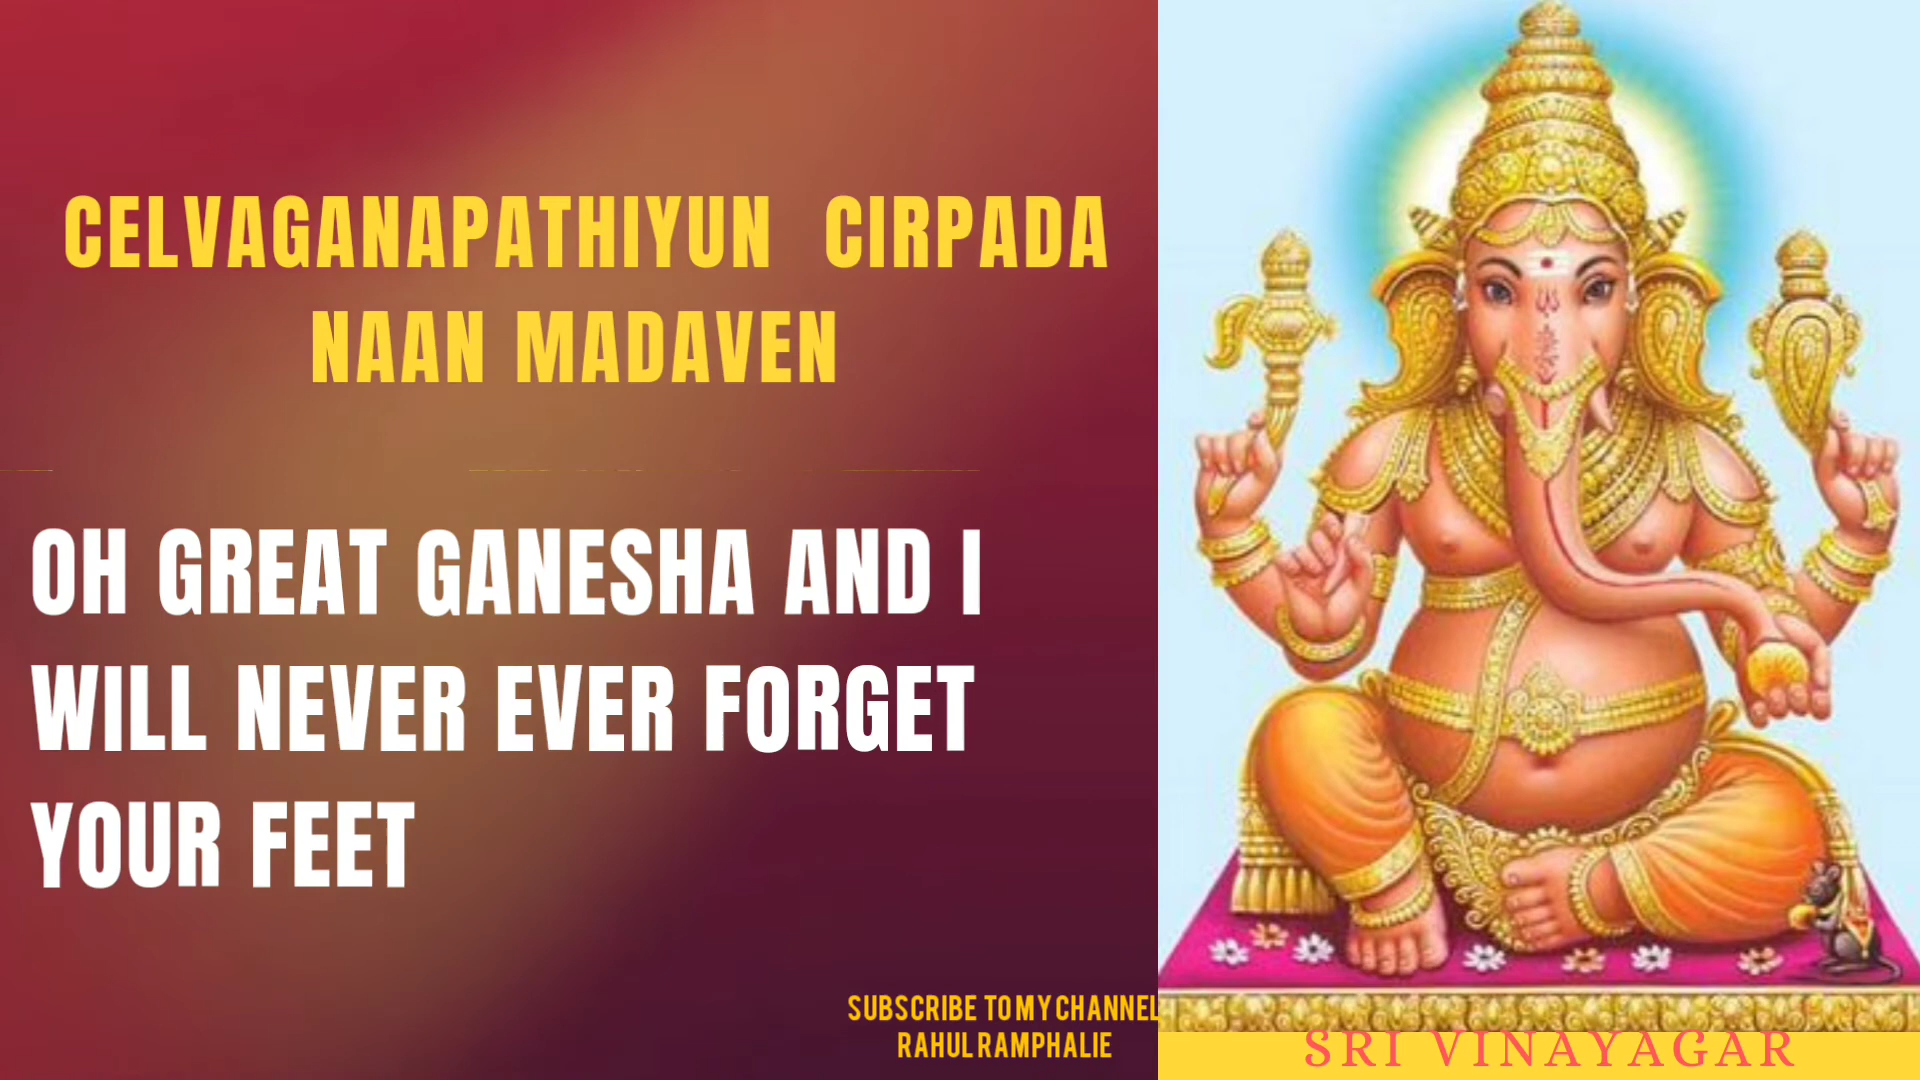 CELVAGANAPATHIYUN CIRPADA
NAAN MADAVEN
OH GREAT GANESHA AND I
WILL NEVER EVER FORGET
YOUR FEET
SUBSCRIBE TO MY CHANNEL
RAHUL RAMPHALIE
SRI VINAYAGAR